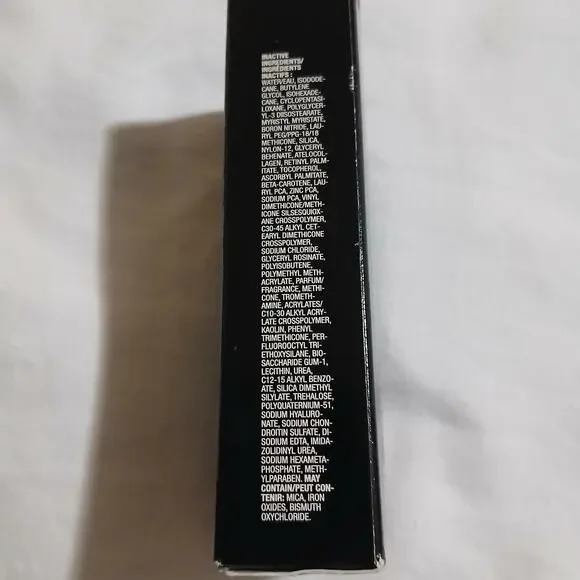 INACTIVE
INGREDIENTS/
INGRÉDIENTS
INACTIFS :
WATER/EAU, ISODODE-
CANE, BUTYLENE
GLYCOL, ISOHEXADE-
CANE, CYCLOPENTASI-
LOXANE, POLYGLYCER-
YL-3 DIISOSTEARATE,
MYRISTYL MYRISTATE,
BORON NITRIDE, LAU-
RYL PEG/PPG-18/18
METHICONE, SILICA,
NYLON-12, GLYCERYL
BEHENATE, ATELOCOL-
LAGEN, RETINYL PALM-
ITATE, TOCOPHEROL,
ASCORBYL PALMITATE,
BETA-CAROTENE, LAU-
RYL PCA, ZINC PCA,
SODIUM PCA, VINYL
DIMETHICONE/METH-
ICONE SILSESQUIOX-
ANE CROSSPOLYMER,
C30-45 ALKYL CET-
EARYL DIMETHICONE
CROSSPOLYMER,
SODIUM CHLORIDE,
GLYCERYL ROSINATE,
POLYISOBUTENE,
POLYMETHYL METH-
ACRYLATE, PARFUM/
FRAGRANCE, METHI-
CONE, TROMETH-
AMINE, ACRYLATES/
C10-30 ALKYL ACRY-
LATE CROSSPOLYMER,
KAOLIN, PHENYL
TRIMETHICONE, PER-
FLUOROOCTYL TRI-
ETHOXYSILANE, BIO-
SACCHARIDE GUM-1,
LECITHIN, UREA,
C12-15 ALKYL BENZO-
ATE, SILICA DIMETHYL
SILYLATE, TREHALOSE,
POLYQUATERNIUM-51,
SODIUM HYALURO-
NATE, SODIUM CHON-
DROITIN SULFATE, DI-
SODIUM EDTA, IMIDA-
ZOLIDINYL UREA,
SODIUM HEXAMETA-
PHOSPHATE, METH-
YLPARABEN. MAY
CONTAIN/PEUT CON-
TENIR: MICA, IRON
OXIDES, BISMUTH
OXYCHLORIDE.